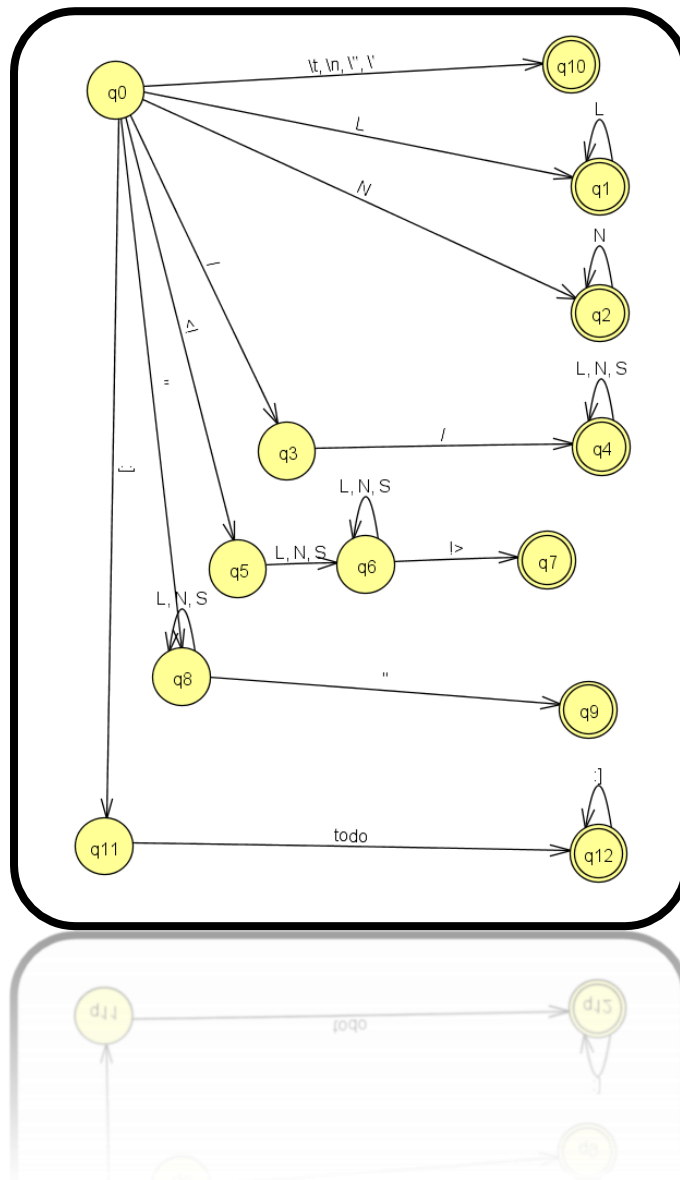 q0
\t, \n, \", \'
q10
L
L
q1
N
N
q2
/
L, N, S
<!
q3
/
q4
"
[:
L, N, S
q5
L, N, S
q6
!>
q7
L, N, S
q8
"
q9
:]
q11
todo
q12